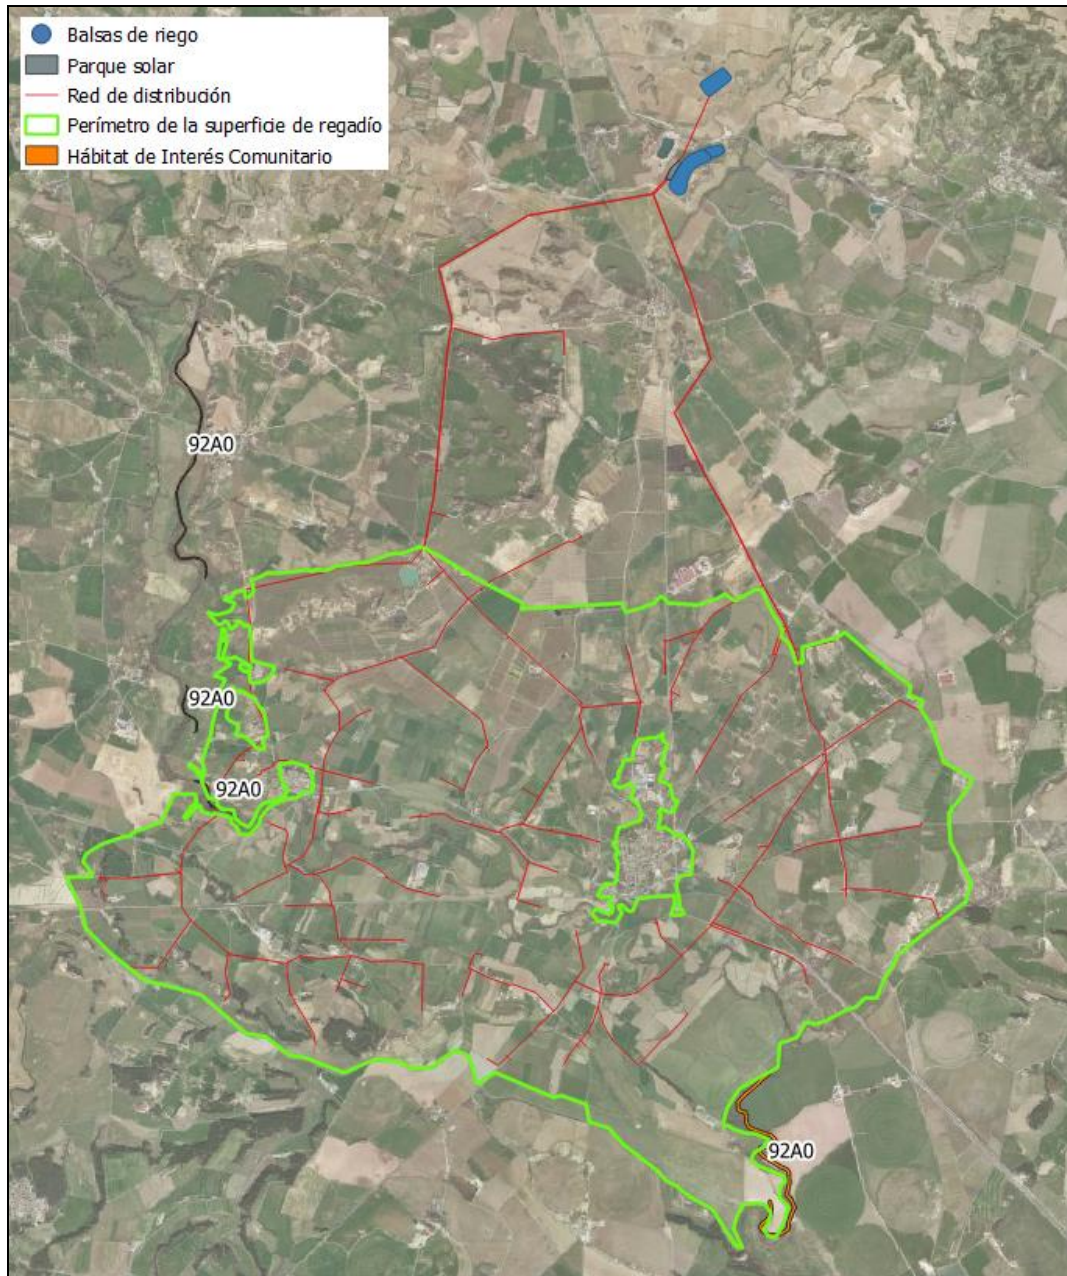 Balsas de riego
Parque solar
Red de distribución
Perímetro de la superficie de regadío
Hábitat de Interés Comunitario
92A0
92A0
92A0
92A0